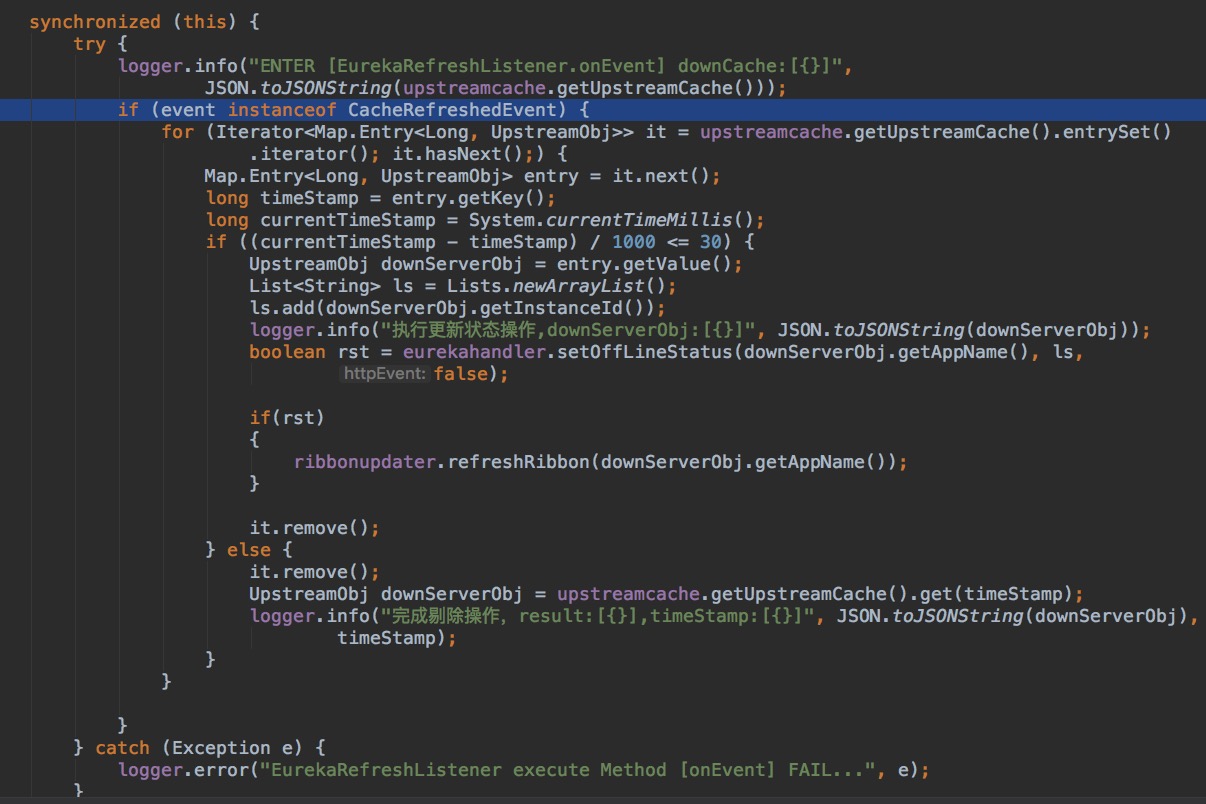 synchronized (this) {
try {
logger.info("ENTER [EurekaRefreshListener.onEvent] downCache:[{}]",
JSON.toJSONString(upstreamcache.getUpstreamCache()));
if (event instanceof CacheRefreshedEvent) {
for (Iterator<Map.Entry<Long, UpstreamObj>> it = upstreamcache.getUpstreamCache().entrySet()
.iterator(); it.hasNext();) {
Map.Entry<Long, UpstreamObj> entry = it.next();
long timeStamp = entry.getKey();
long currentTimeStamp = System.currentTimeMillis();
if ((currentTimeStamp - timeStamp) / 1000 <= 30) {
UpstreamObj downServerObj = entry.getValue();
List<String> ls = Lists.newArrayList();
ls.add(downServerObj.getInstanceId());
logger.info("执行更新状态操作,downServerObj:[{}]", JSON.toJSONString(downServerObj));
boolean rst = eurekahandler.setOffLineStatus(downServerObj.getAppName(), ls,
httpEvent: false);
if(rst)
{
ribbonupdater.refreshRibbon(downServerObj.getAppName());
}
it.remove();
} else {
it.remove();
UpstreamObj downServerObj = upstreamcache.getUpstreamCache().get(timeStamp);
logger.info("完成剔除操作，result:[{}],timeStamp:[{}]", JSON.toJSONString(downServerObj),
timeStamp);
}
}
}
} catch (Exception e) {
logger.error("EurekaRefreshListener execute Method [onEvent] FAIL...", e);
}